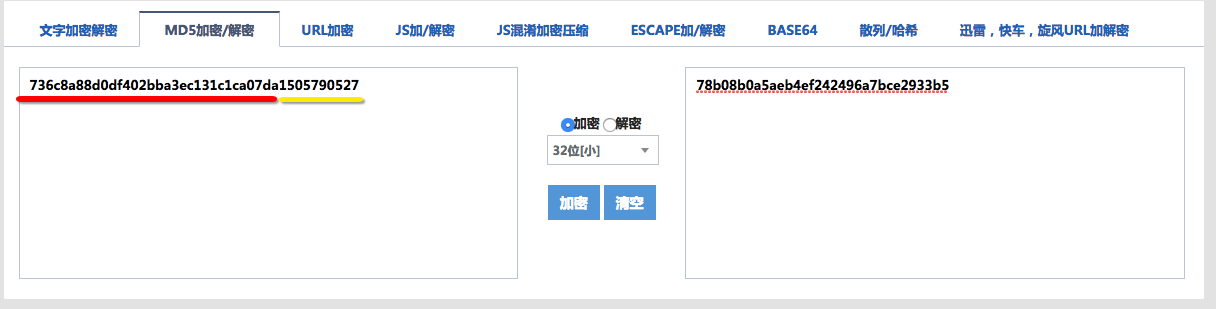 文字加密解密 MD5加密/解密 URL加密 JS加/解密 JS混淆加密压缩 ESCAPE加/解密 BASE64 散列/哈希 迅雷，快车，旋风URL加解密
736c8a88d0df402bba3ec131c1ca07da1505790527
加密 解密
32位[小]
加密 清空
78b08b0a5aeb4ef242496a7bce2933b5